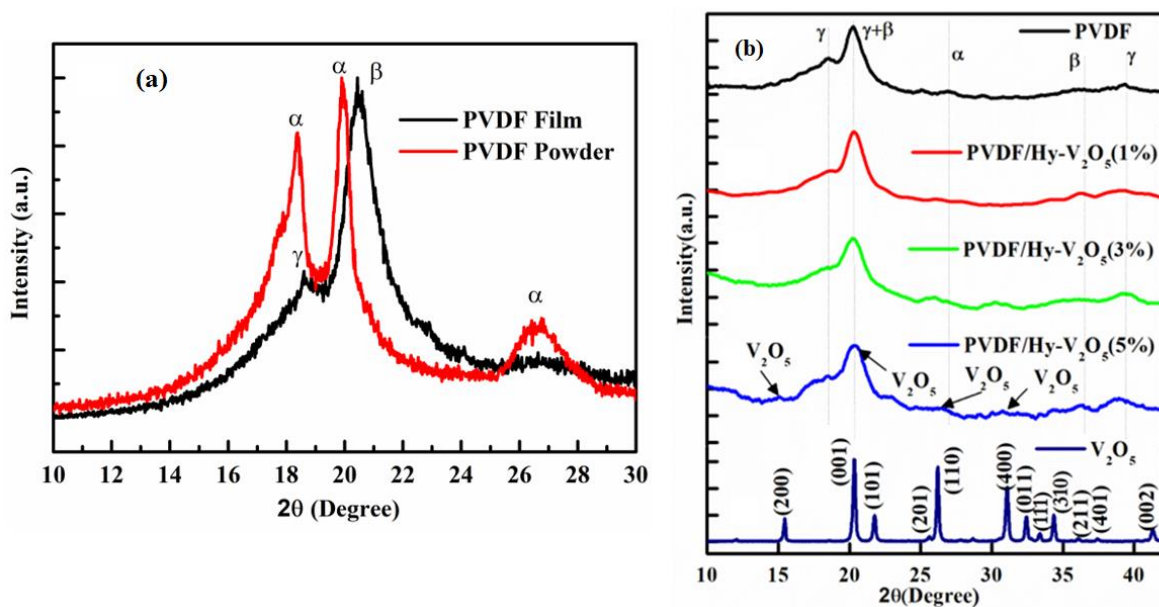 (a)
α
α
β
PVDF Film
PVDF Powder
γ
α
Intensity (a.u.)
10 12 14 16 18 20 22 24 26 28 30
2θ (Degree)
(b)
γ γ+β α β γ
PVDF
PVDF/Hy-V₂O₅(1%)
PVDF/Hy-V₂O₅(3%)
PVDF/Hy-V₂O₅(5%)
V₂O₅
V₂O₅
V₂O₅
V₂O₅
V₂O₅
(200)
(001)
(101)
(201)
(110)
(400)
(011)
(111)
(310)
(211)
(401)
(002)
Intensity(a.u.)
10 15 20 25 30 35 40
2θ(Degree)